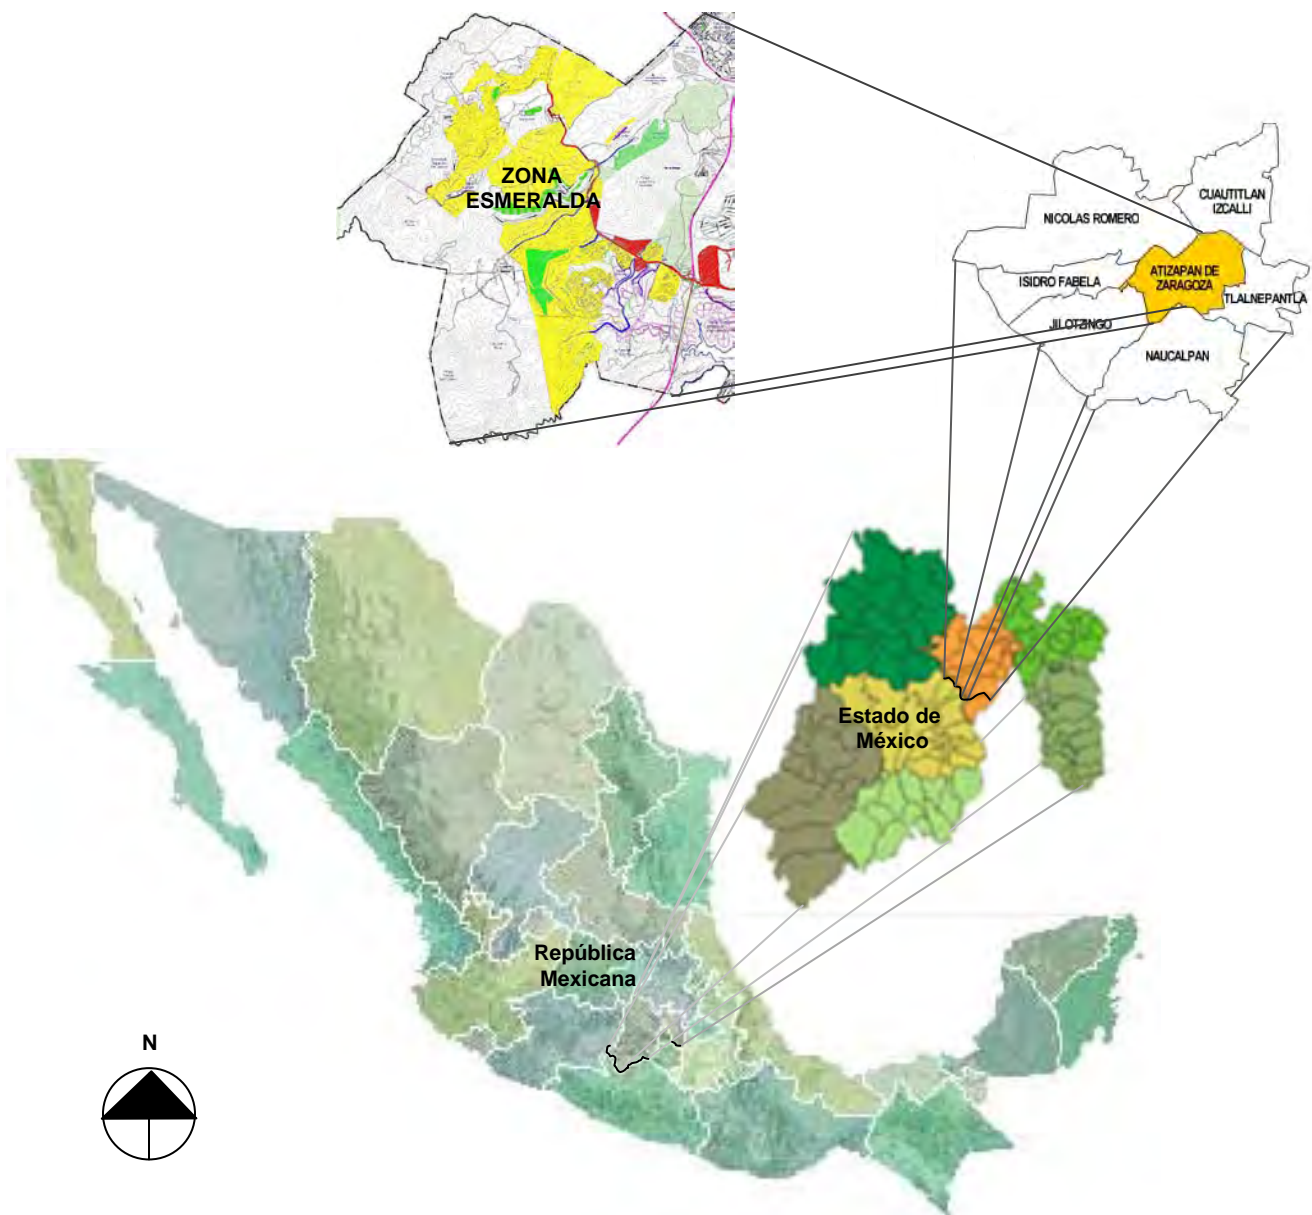 ZONA
ESMERALDA
CUAUTITLAN
IZCALLI
NICOLAS ROMERO
ATIZAPAN DE
ZARAGOZA
ISIDRO FABELA
TLALNEPANTLA
JILOTZINGO
NAUCALPAN
Estado de
México
República
Mexicana
N